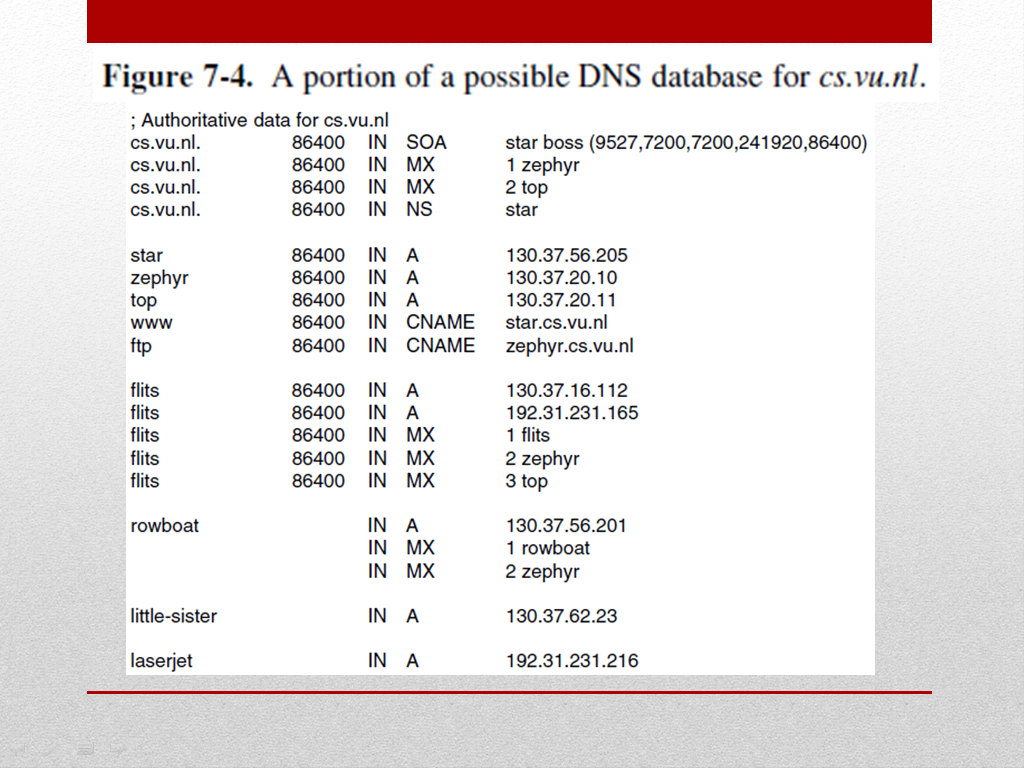 Figure 7-4. A portion of a possible DNS database for cs.vu.nl.
; Authoritative data for cs.vu.nl
cs.vu.nl. 86400 IN SOA star boss (9527,7200,7200,241920,86400)
cs.vu.nl. 86400 IN MX 1 zephyr
cs.vu.nl. 86400 IN MX 2 top
cs.vu.nl. 86400 IN NS star
star 86400 IN A 130.37.56.205
zephyr 86400 IN A 130.37.20.10
top 86400 IN A 130.37.20.11
www 86400 IN CNAME star.cs.vu.nl
ftp 86400 IN CNAME zephyr.cs.vu.nl
flits 86400 IN A 130.37.16.112
flits 86400 IN A 192.31.231.165
flits 86400 IN MX 1 flits
flits 86400 IN MX 2 zephyr
flits 86400 IN MX 3 top
rowboat IN A 130.37.56.201
IN MX 1 rowboat
IN MX 2 zephyr
little-sister IN A 130.37.62.23
laserjet IN A 192.31.231.216